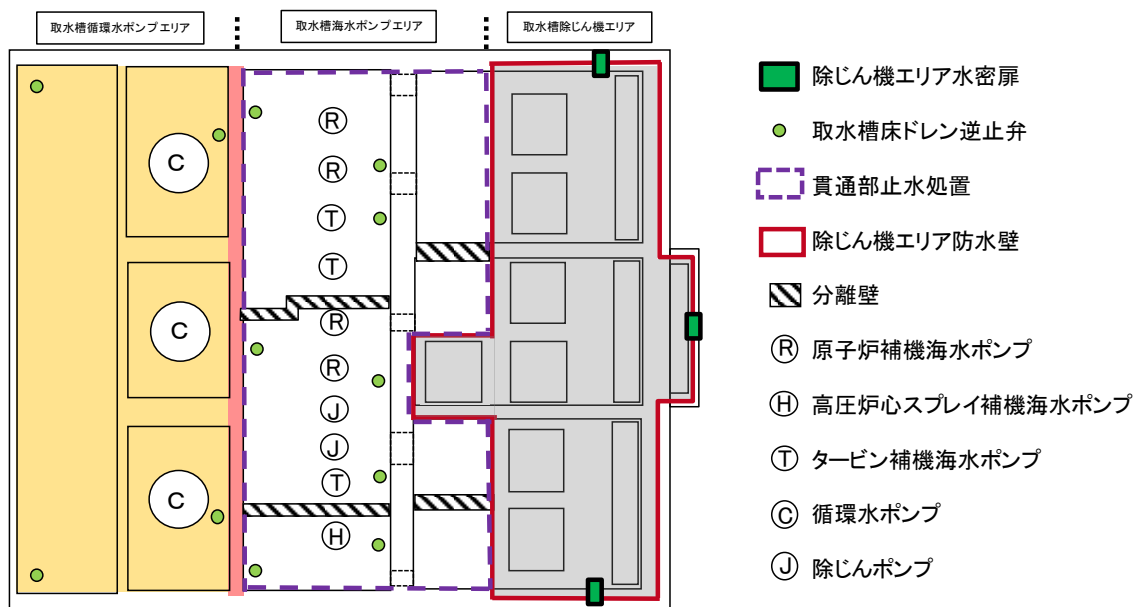 取水槽循環水ポンプエリア
取水槽海水ポンプエリア
取水槽除じん機エリア
C
C
C
R
R
T
T
R
R
J
J
T
H
除じん機エリア水密扉
取水槽床ドレン逆止弁
貫通部止水処置
除じん機エリア防水壁
分離壁
R 原子炉補機海水ポンプ
H 高圧炉心スプレイ補機海水ポンプ
T タービン補機海水ポンプ
C 循環水ポンプ
J 除じんポンプ